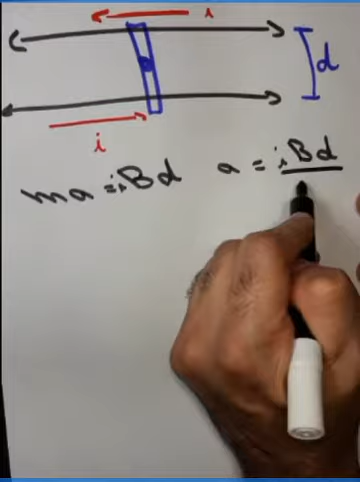 i
d
i
ma = iBd a = iBd